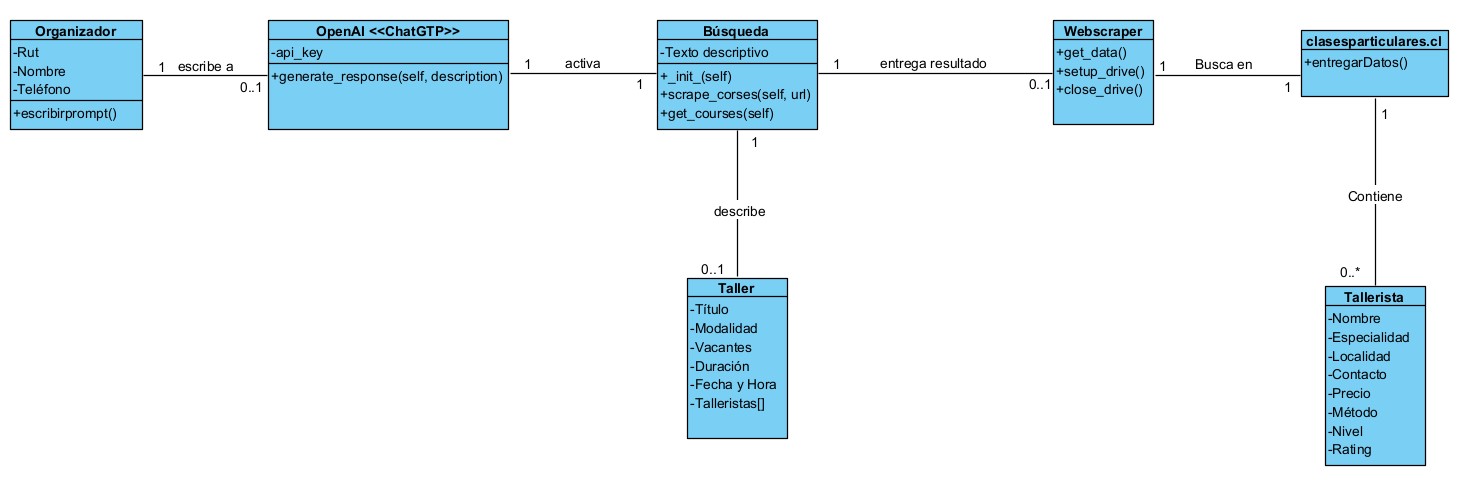 Organizador
-Rut
-Nombre
-Teléfono
+escribirprompt()
1
escribe a
0..1
OpenAI <<ChatGTP>>
-api_key
+generate_response(self, description)
1
activa
1
Búsqueda
-Texto descriptivo
+_init_(self)
+scrape_corses(self, url)
+get_courses(self)
1
entrega resultado
0..1
Webscraper
+get_data()
+setup_drive()
+close_drive()
1
Busca en
1
clasesparticulares.cl
+entregarDatos()
1
describe
0..1
Taller
-Título
-Modalidad
-Vacantes
-Duración
-Fecha y Hora
-Talleristas[]
1
Contiene
0..*
Tallerista
-Nombre
-Especialidad
-Localidad
-Contacto
-Precio
-Método
-Nivel
-Rating